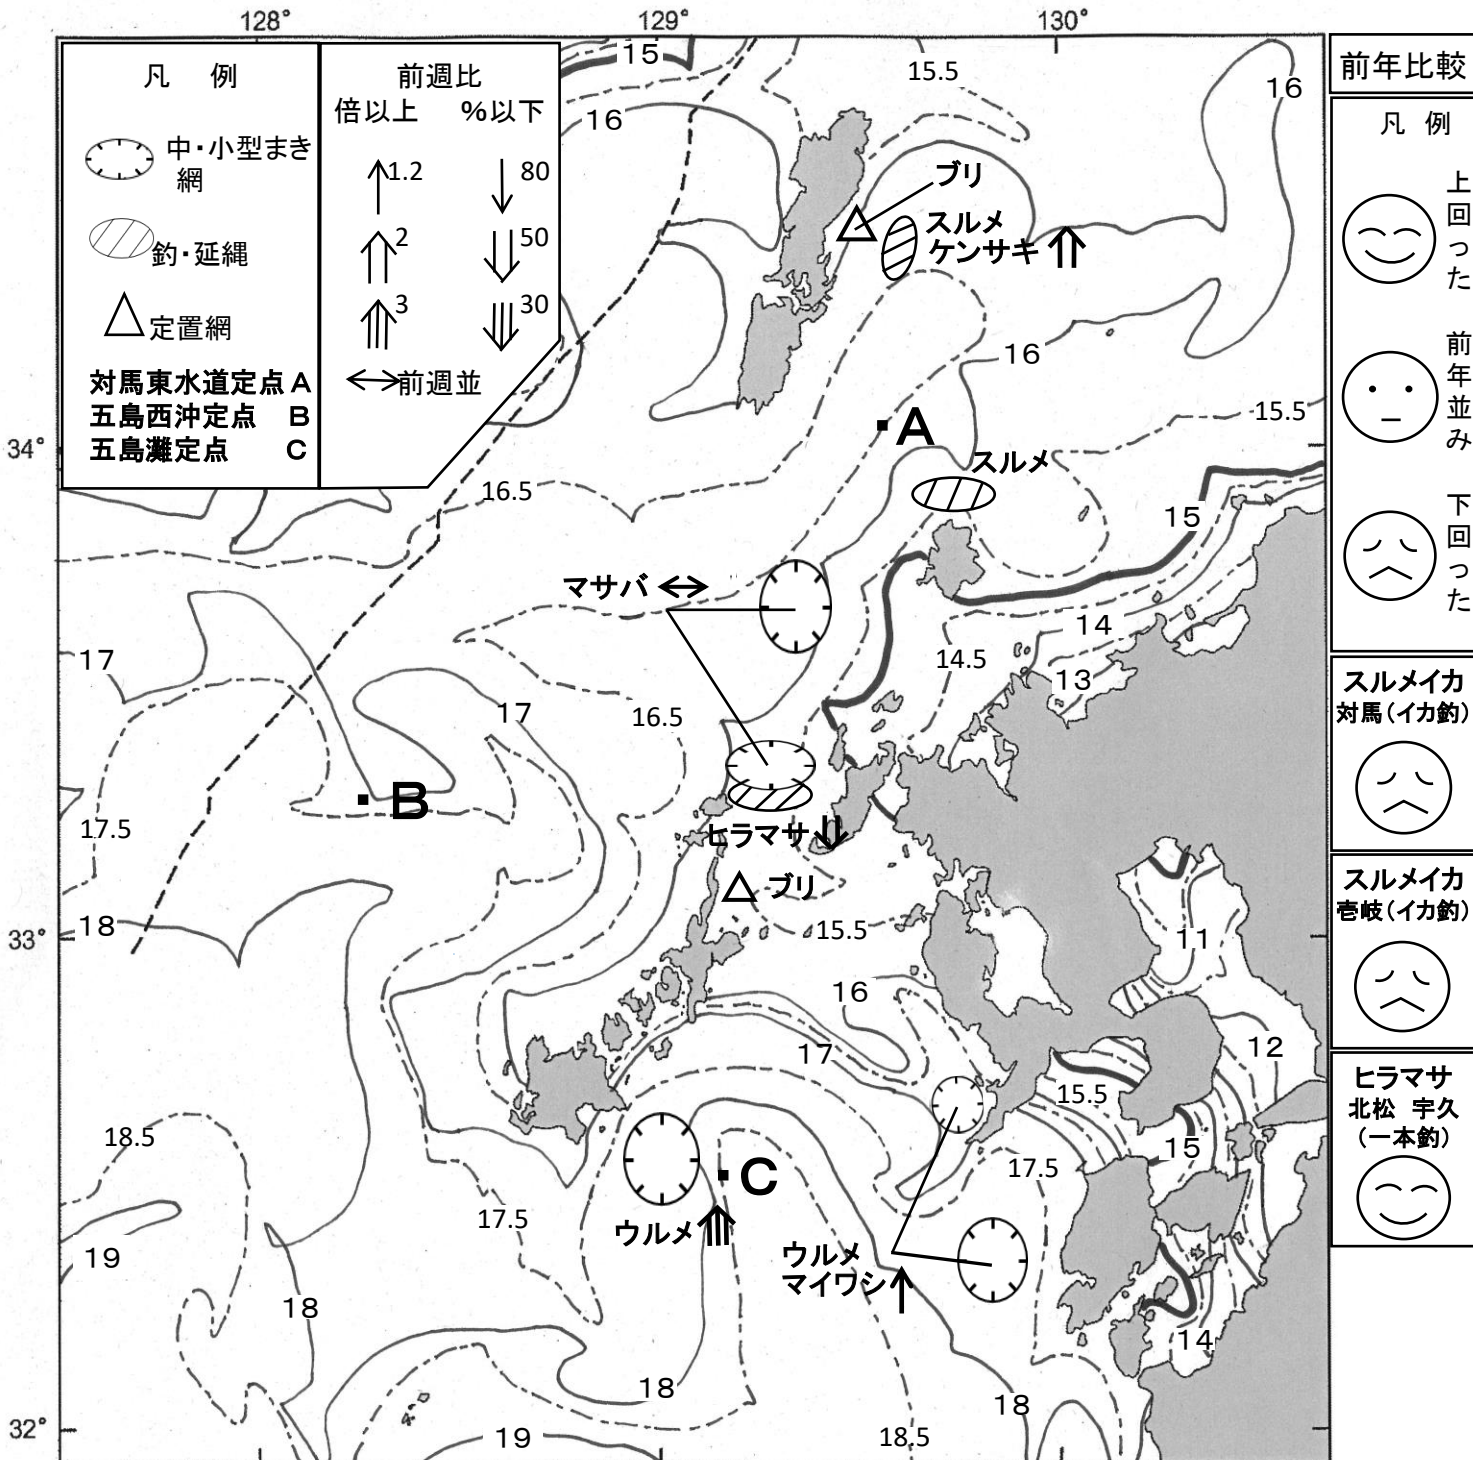 128°
129°
130°
凡 例
中・小型まき
網
釣・延縄
定置網
対馬東水道定点 A
五島西沖定点 B
五島灘定点 C
前週比
倍以上 %以下
1.2 80
2 50
3 30
前週並
前年比較
凡 例
上回った
前年並み
下回った
スルメイカ
対馬(イカ釣)
スルメイカ
壱岐(イカ釣)
ヒラマサ
北松 宇久
(一本釣)
15
15.5
16
16
ブリ
スルメ
ケンサキ
16
15.5
34°
A
スルメ
16.5
15
マサバ
14
14.5
13
17
17
16.5
B
17.5
ヒラマサ
ブリ
18
33°
15.5
11
16
17
12
15.5
18.5
15
17.5
C
17.5
ウルメ
ウルメ
マイワシ
19
18
14
18
18
32°
19
18.5